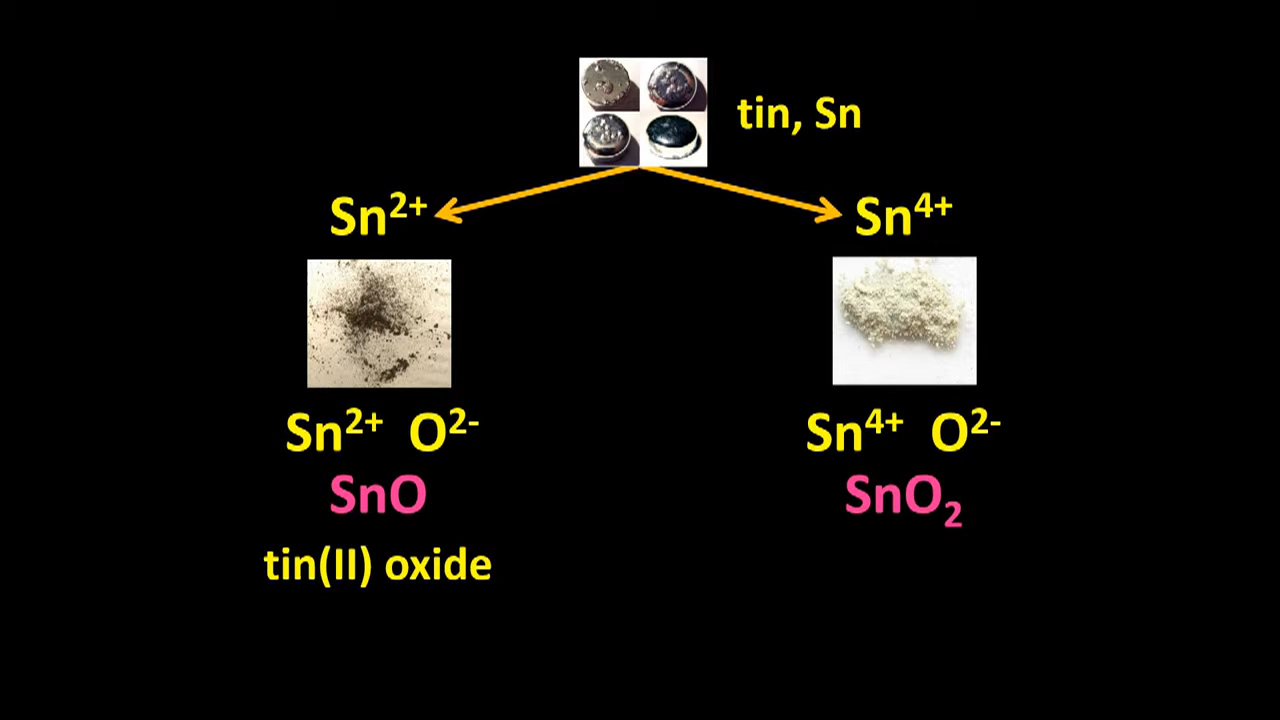 tin, Sn
Sn²⁺
Sn⁴⁺
Sn²⁺ O²⁻
Sn⁴⁺ O²⁻
SnO
SnO₂
tin(II) oxide